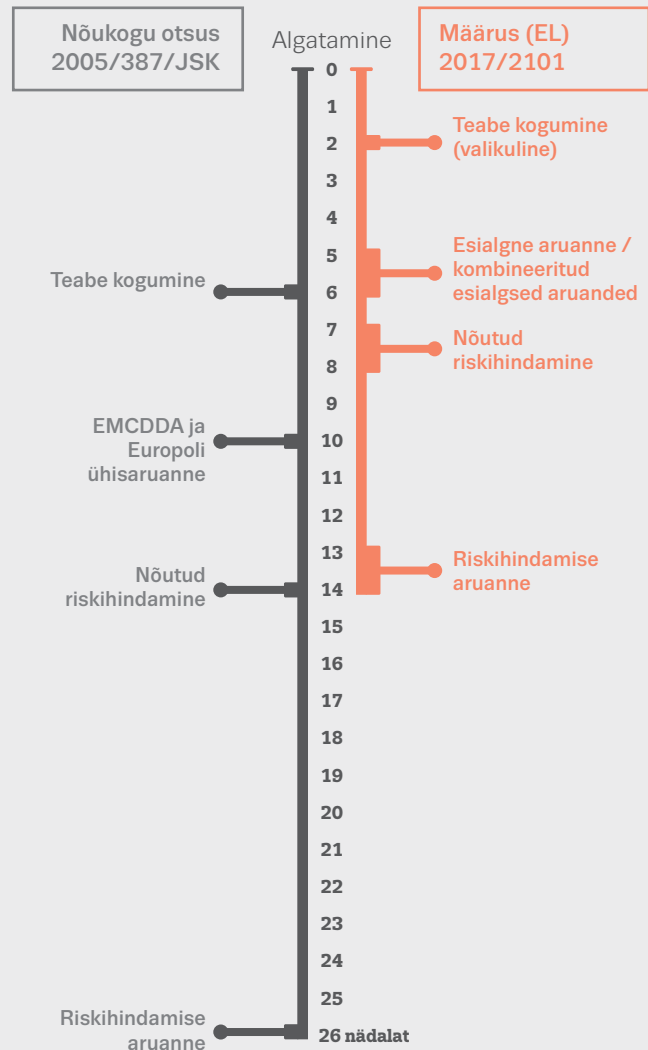 Nõukogu otsus
2005/387/JSK
Algatamine
Määrus (EL)
2017/2101
0
1
2
3
4
5
6
7
8
9
10
11
12
13
14
15
16
17
18
19
20
21
22
23
24
25
26 nädalat
Teabe kogumine
EMCDDA ja
Europoli
ühisaruanne
Nõutud
riskihindamine
Riskihindamise
aruanne
Teabe kogumine
(valikuline)
Esialgne aruanne /
kombineeritud
esialgsed aruanded
Nõutud
riskihindamine
Riskihindamise
aruanne